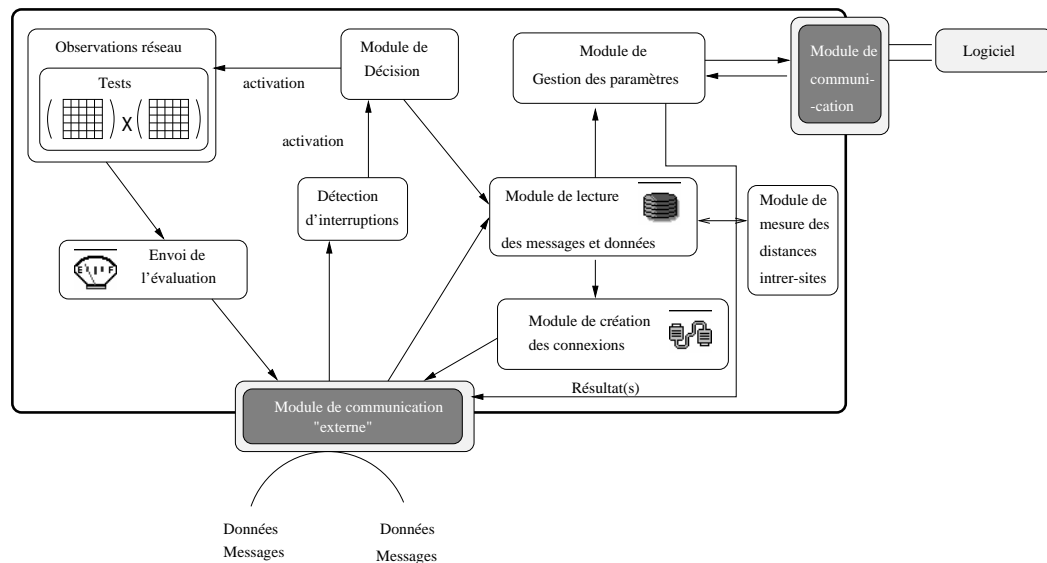 Observations réseau
Tests
( ) X ( )
activation
Module de
Décision
activation
Module de
Gestion des paramètres
Module de
communi-
-cation
Logiciel
Détection
d'interruptions
Module de lecture
des messages et données
Module de
mesure des
distances
intrer-sites
E F
Envoi de
l'évaluation
Module de création
des connexions
Résultat(s)
Module de communication
"externe"
Données
Messages
Données
Messages